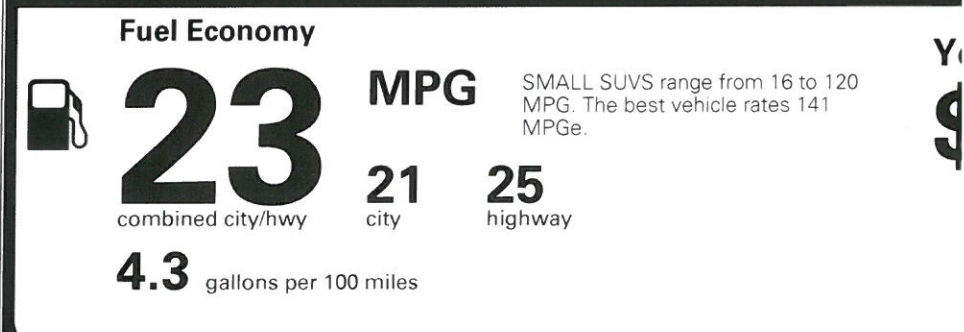 Fuel Economy
23
MPG
SMALL SUVS range from 16 to 120
MPG. The best vehicle rates 141
MPGe.
21
city
25
highway
combined city/hwy
4.3 gallons per 100 miles
$